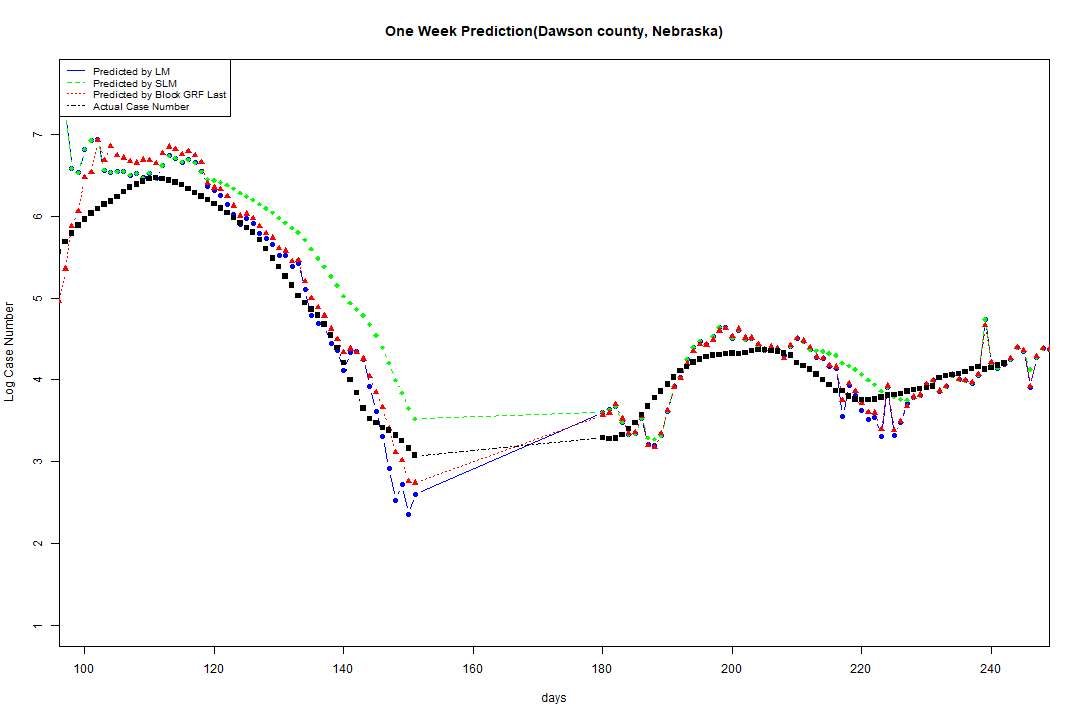 One Week Prediction(Dawson county, Nebraska)
Predicted by LM
Predicted by SLM
Predicted by Block GRF Last
Actual Case Number
7
6
5
4
3
2
1
Log Case Number
100 120 140 160 180 200 220 240
days